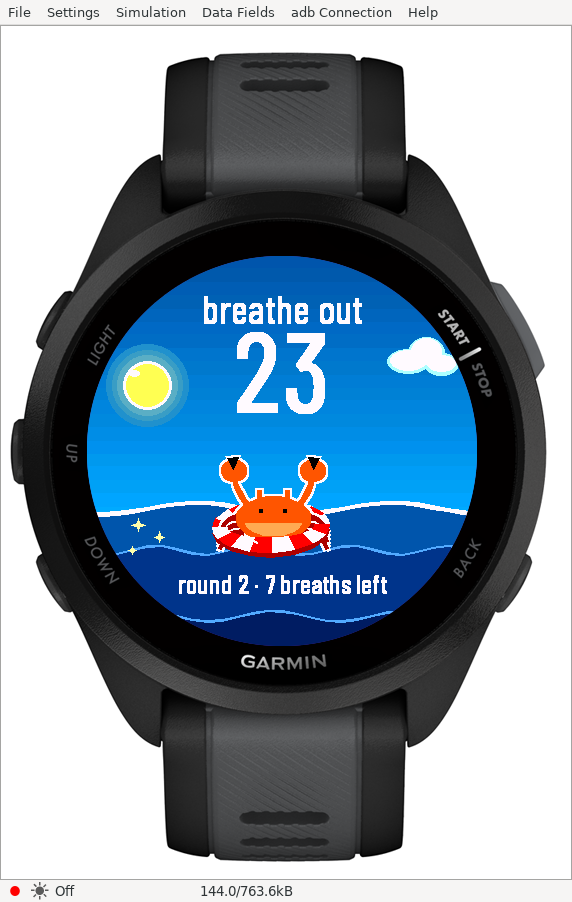 File Settings Simulation Data Fields adb Connection Help
breathe out
23
START
STOP
LIGHT
UP
DOWN
BACK
round 2 · 7 breaths left
GARMIN
Off 144.0/763.6kB